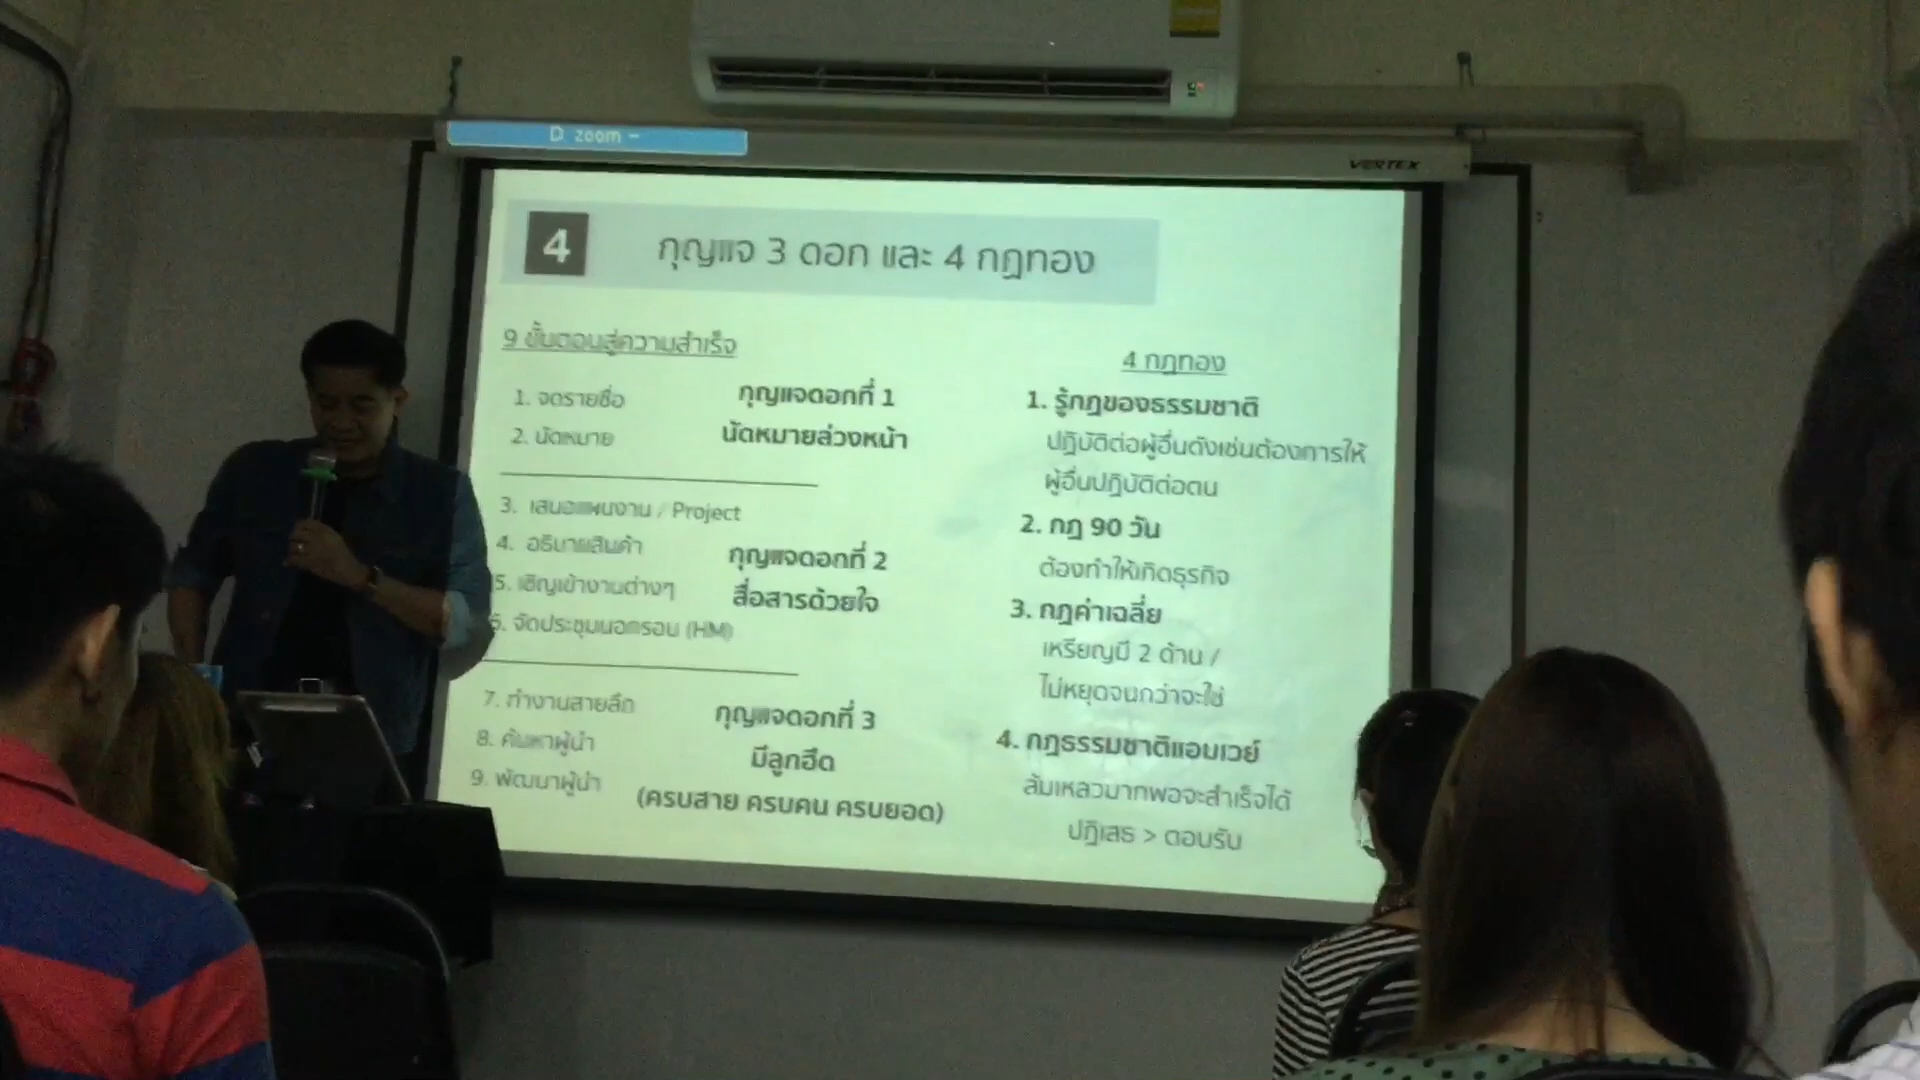 D. zoom -
VERTEX
4
กุญแจ 3 ดอก และ 4 กฎทอง
9 ขั้นตอนสู่ความสำเร็จ
1. จดรายชื่อ
2. นัดหมาย
กุญแจดอกที่ 1
นัดหมายล่วงหน้า
3. เสนอแผนงาน / Project
4. อธิบายสินค้า
5. เชิญเข้างานต่างๆ
6. จัดประชุมนอกรอบ (HM)
กุญแจดอกที่ 2
สื่อสารด้วยใจ
7. ทำงานสายลึก
8. ค้นหาผู้นำ
9. พัฒนาผู้นำ
กุญแจดอกที่ 3
มีลูกฮึด
(ครบสาย ครบคน ครบยอด)
4 กฎทอง
1. รู้กฎของธรรมชาติ
ปฏิบัติต่อผู้อื่นดังเช่นต้องการให้
ผู้อื่นปฏิบัติต่อตน
2. กฎ 90 วัน
ต้องทำให้เกิดธุรกิจ
3. กฎค่าเฉลี่ย
เหรียญมี 2 ด้าน /
ไม่หยุดจนกว่าจะใช่
4. กฎธรรมชาติแอมเวย์
ล้มเหลวมากพอจะสำเร็จได้
ปฏิเสธ > ตอบรับ